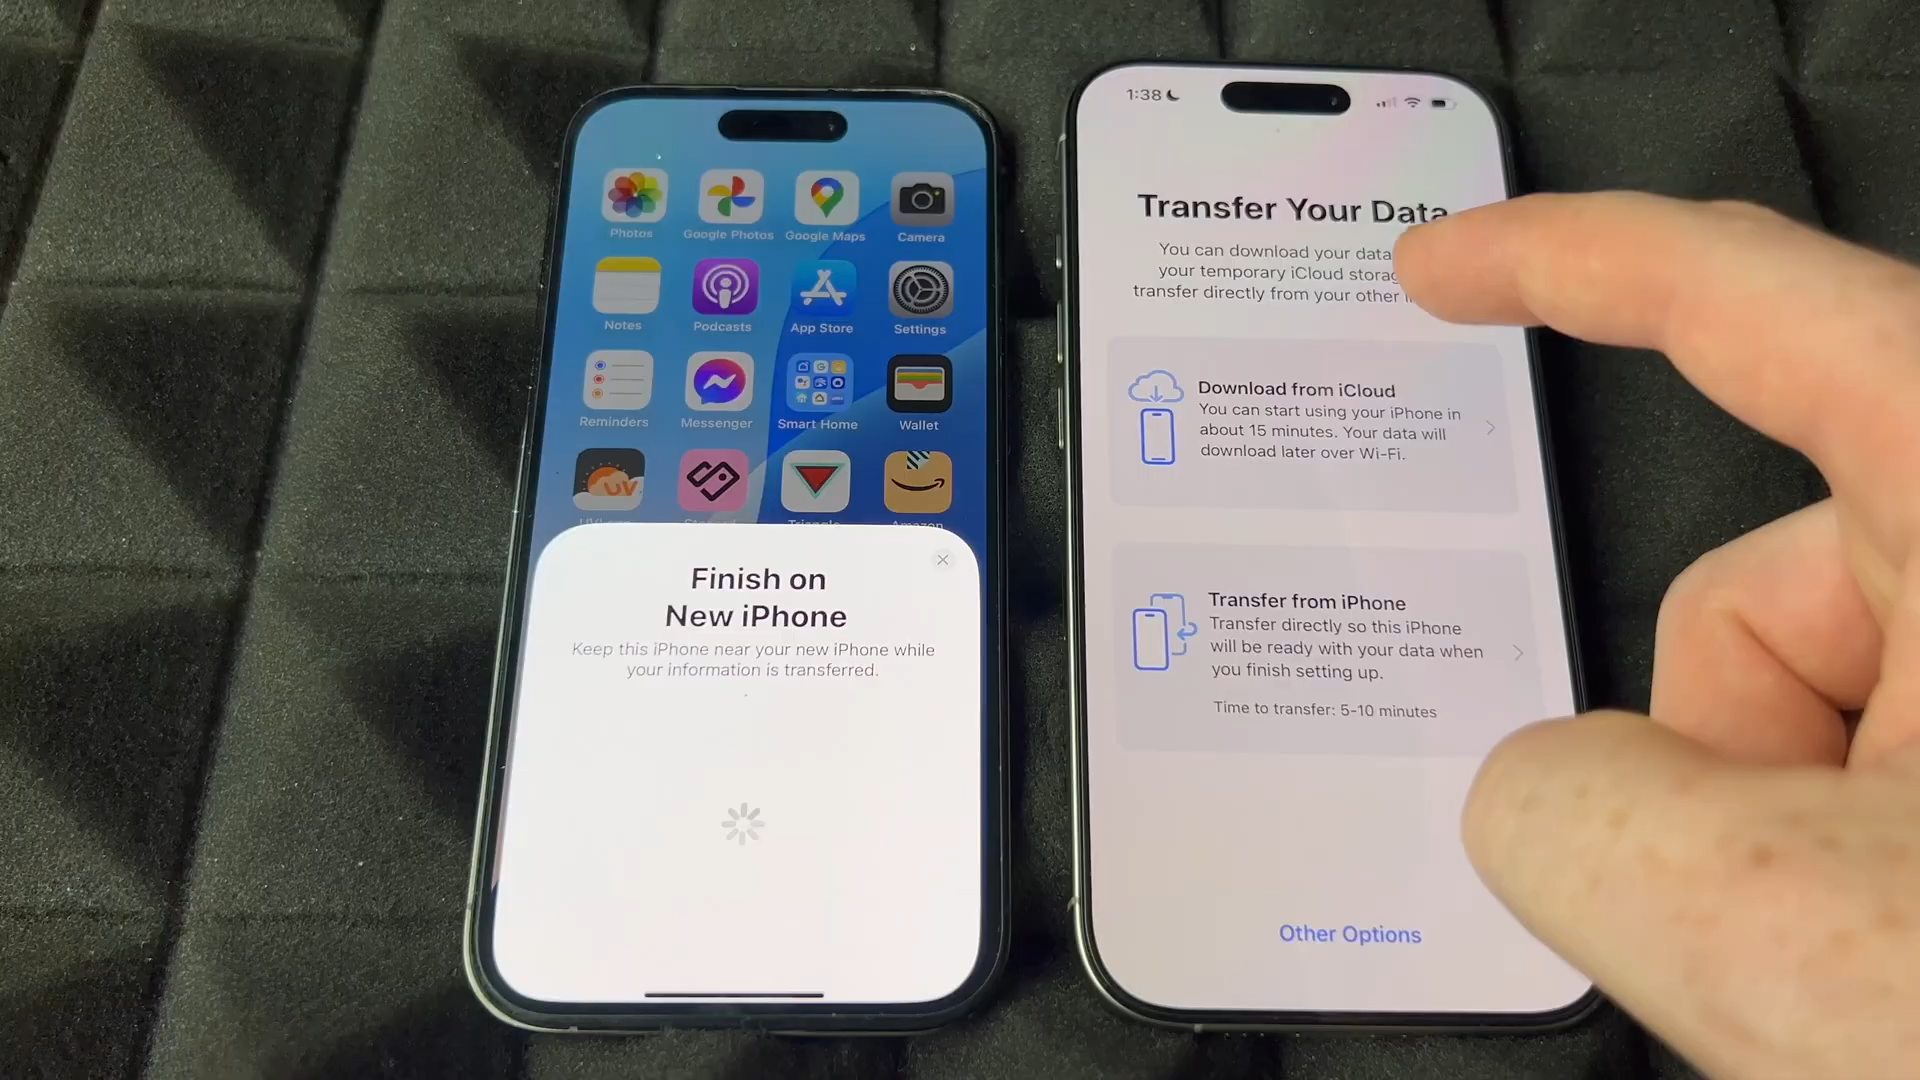 Photos
Google Photos
Google Maps
Camera
Notes
Podcasts
App Store
Settings
Reminders
Messenger
Smart Home
Wallet
UV
Amazon
Finish on
New iPhone
Keep this iPhone near your new iPhone while
your information is transferred.
1:38
Transfer Your Data
You can download your data
your temporary iCloud storag
transfer directly from your other
Download from iCloud
You can start using your iPhone in
about 15 minutes. Your data will
download later over Wi-Fi.
Transfer from iPhone
Transfer directly so this iPhone
will be ready with your data when
you finish setting up.
Time to transfer: 5-10 minutes
Other Options